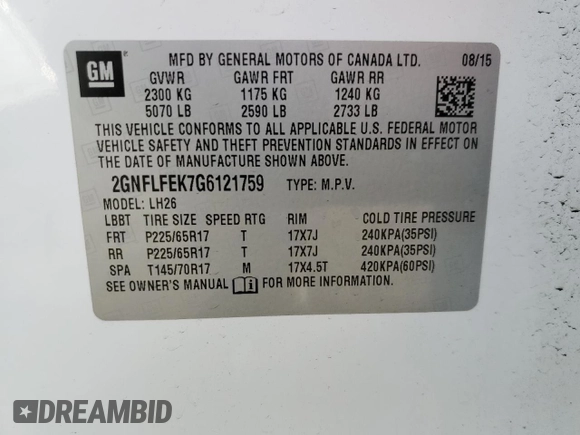 GM
MFD BY GENERAL MOTORS OF CANADA LTD. 08/15
GVWR GAWR FRT GAWR RR
2300 KG 1175 KG 1240 KG
5070 LB 2590 LB 2733 LB
THIS VEHICLE CONFORMS TO ALL APPLICABLE U.S. FEDERAL MOTOR
VEHICLE SAFETY AND THEFT PREVENTION STANDARDS IN EFFECT ON
THE DATE OF MANUFACTURE SHOWN ABOVE.
2GNFLFEK7G6121759 TYPE: M.P.V.
MODEL: LH26
LBBT TIRE SIZE SPEED RTG RIM COLD TIRE PRESSURE
FRT P225/65R17 T 17X7J 240KPA(35PSI)
RR P225/65R17 T 17X7J 240KPA(35PSI)
SPA T145/70R17 M 17X4.5T 420KPA(60PSI)
SEE OWNER'S MANUAL FOR MORE INFORMATION.
DREAMBID